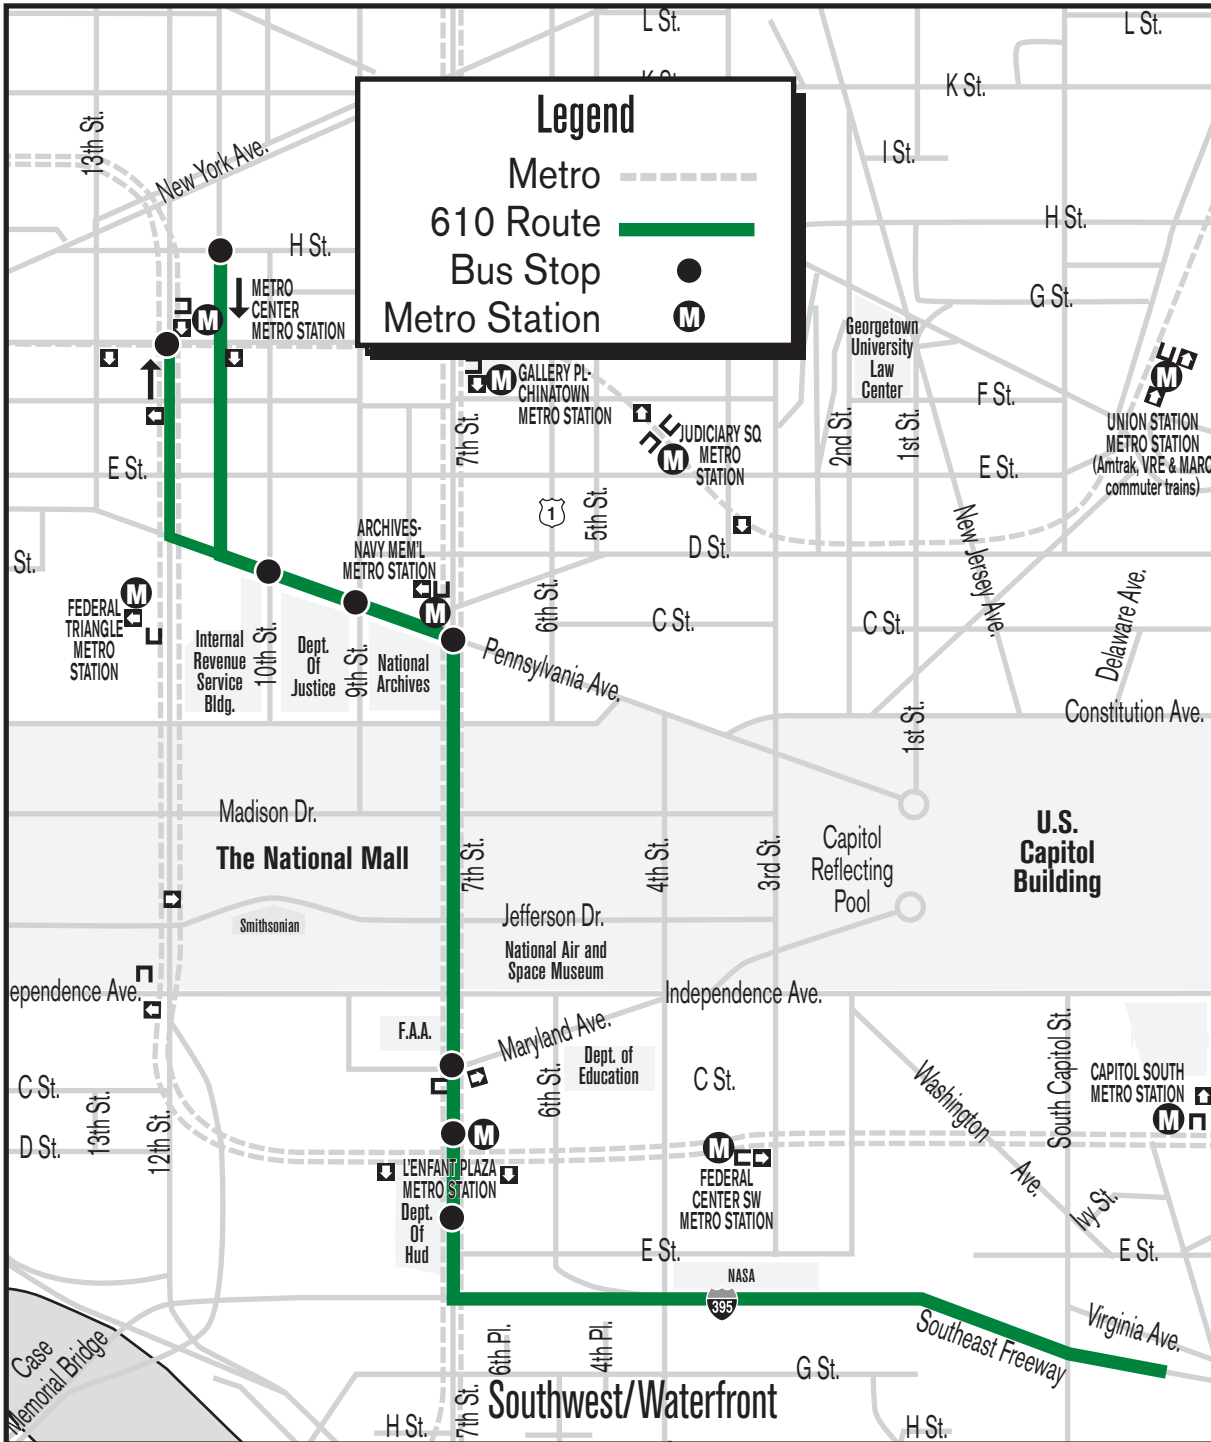 L St.
L St.
K St.
K St.
13th St.
New York Ave.
Legend
Metro
610 Route
Bus Stop
Metro Station
M
I St.
H St.
H St.
G St.
METRO
CENTER
METRO STATION
M
Georgetown
University
Law
Center
M
GALLERY PL-
CHINATOWN
METRO STATION
7th St.
M
JUDICIARY SQ
METRO
STATION
2nd St.
1st St.
F St.
M
UNION STATION
METRO STATION
(Amtrak, VRE & MARC
commuter trains)
E St.
E St.
1
5th St.
D St.
New Jersey Ave.
ARCHIVES-
NAVY MEM'L
METRO STATION
M
St.
M
FEDERAL
TRIANGLE
METRO
STATION
Internal
Revenue
Service
Bldg.
10th St.
Dept.
Of
Justice
9th St.
National
Archives
6th St.
C St.
C St.
Delaware Ave.
Pennsylvania Ave.
1st St.
Constitution Ave.
Madison Dr.
The National Mall
7th St.
4th St.
3rd St.
Capitol
Reflecting
Pool
U.S.
Capitol
Building
Smithsonian
Jefferson Dr.
National Air and
Space Museum
ependence Ave.
Independence Ave.
F.A.A.
Maryland Ave.
Dept. of
Education
6th St.
C St.
C St.
13th St.
12th St.
D St.
Washington
Ave.
South Capitol St.
CAPITOL SOUTH
METRO STATION
M
M
L'ENFANT PLAZA
METRO STATION
M
FEDERAL
CENTER SW
METRO STATION
Dept.
Of
Hud
Ivy St.
E St.
E St.
NASA
395
Southeast Freeway
Virginia Ave.
Case
Memorial Bridge
6th Pl.
4th Pl.
G St.
Southwest/Waterfront
7th St.
H St.
H St.